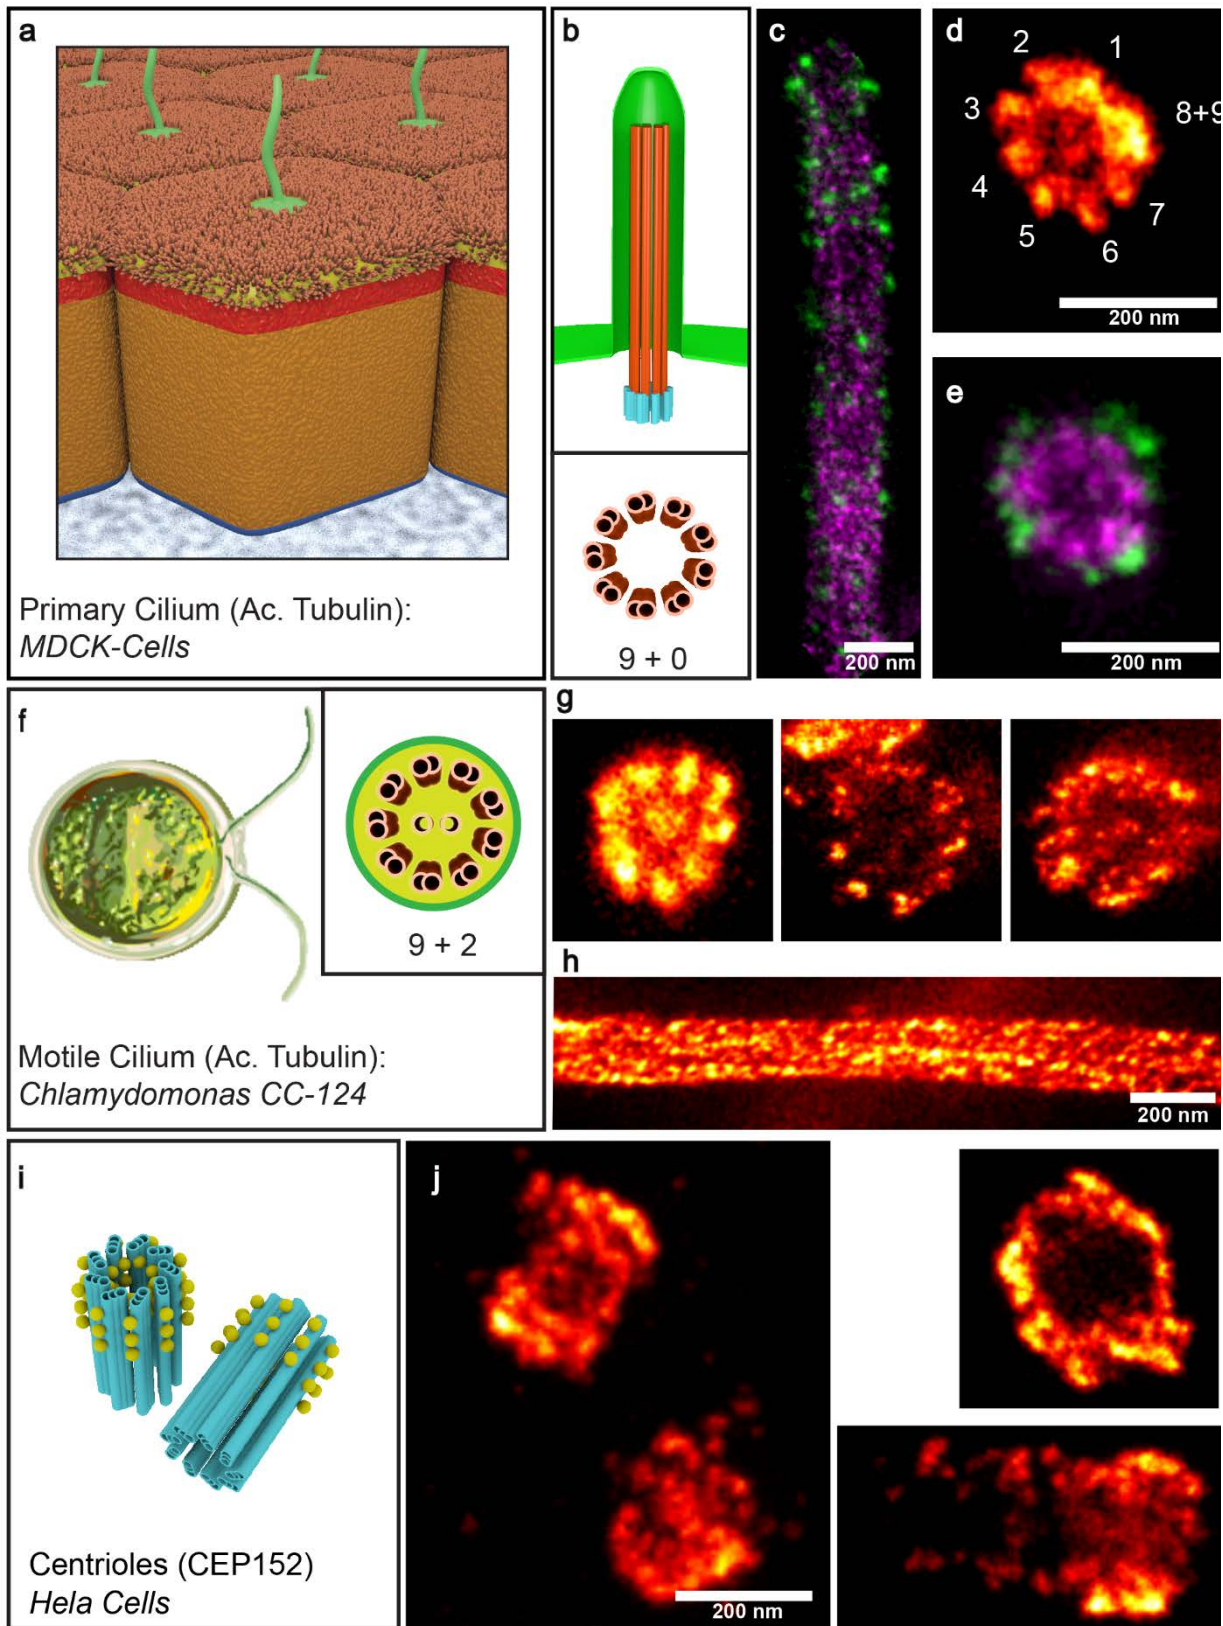 a
b
c
d
1
2
3
8+9
4
7
5
6
200 nm
e
Primary Cilium (Ac. Tubulin):
MDCK-Cells
9 + 0
200 nm
200 nm
f
9 + 2
Motile Cilium (Ac. Tubulin):
Chlamydomonas CC-124
g
h
200 nm
i
Centrioles (CEP152)
Hela Cells
j
200 nm